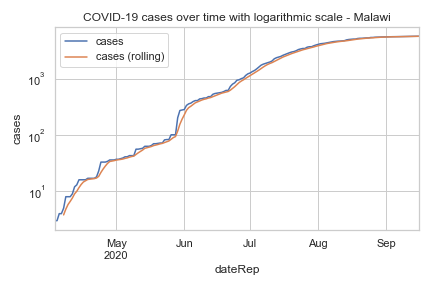 COVID-19 cases over time with logarithmic scale - Malawi
cases
cases (rolling)
cases
10³
10²
10¹
May
2020
Jun
Jul
Aug
Sep
dateRep